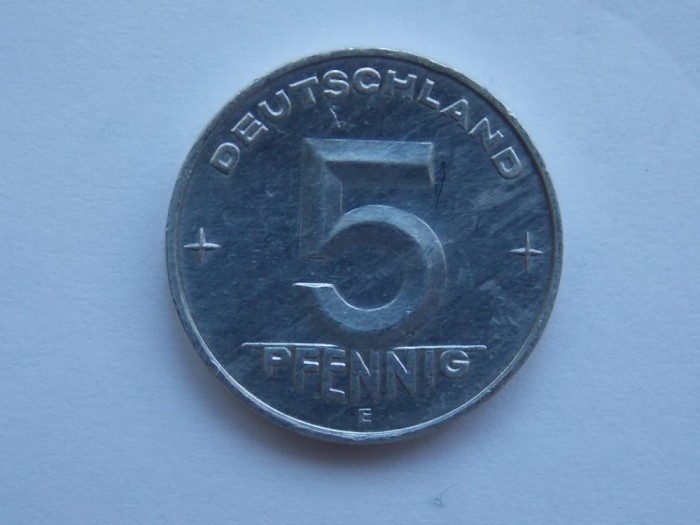 DEUTSCHLAND
5
PFENNIG
E